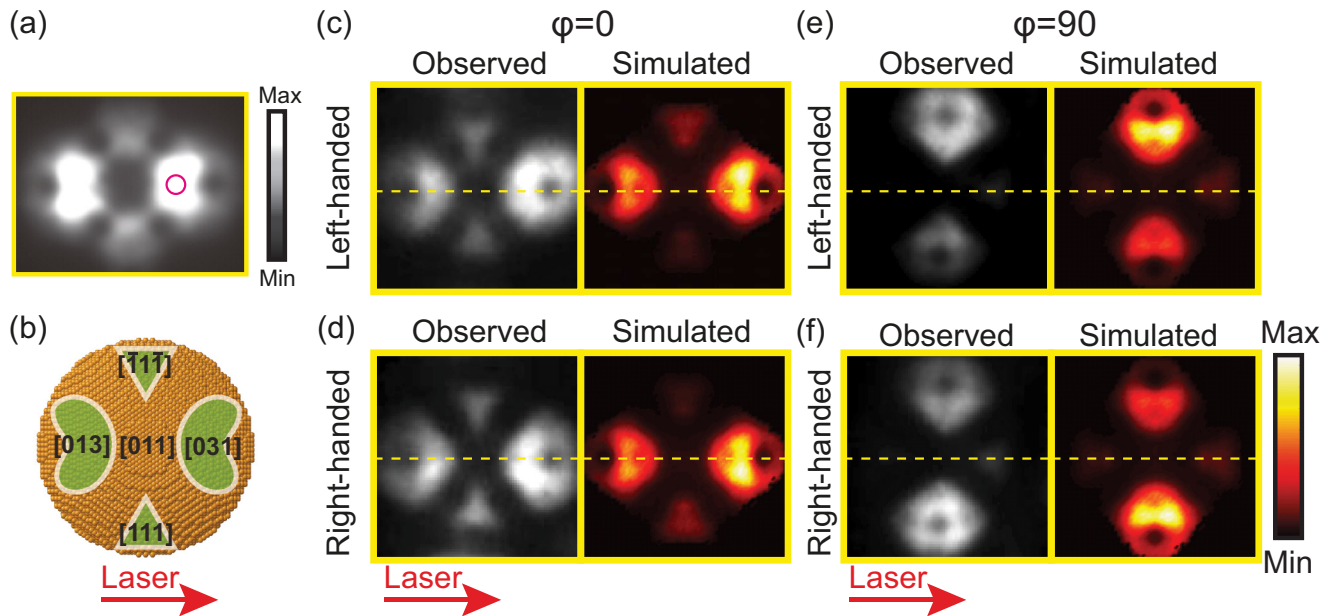 (a)
Max
Min
(b)
[1̄11̄]
[013]
[011]
[031]
[111]
Laser
φ=0
(c)
Observed
Simulated
Left-handed
(d)
Observed
Simulated
Right-handed
Laser
φ=90
(e)
Observed
Simulated
Left-handed
(f)
Observed
Simulated
Right-handed
Max
Min
Laser